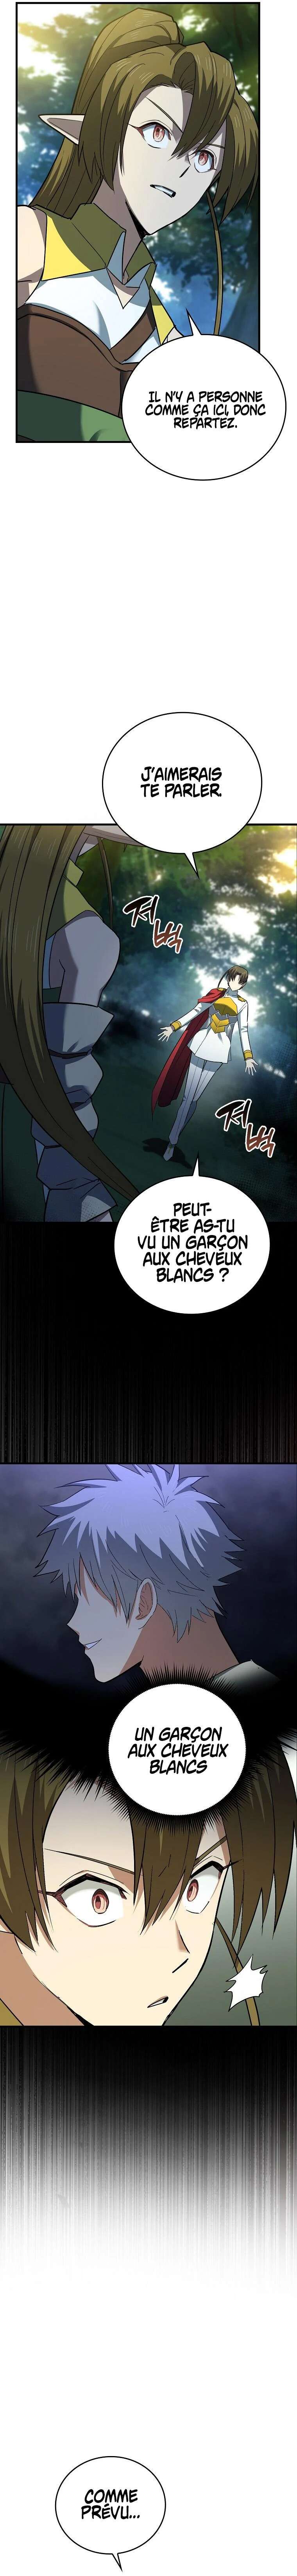 IL N'Y A PERSONNE
COMME ÇA ICI, DONC
REPARTEZ.
J'AIMERAIS
TE PARLER.
저벅
저벅
PEUT-
ÊTRE AS-TU
VU UN GARÇON
AUX CHEVEUX
BLANCS ?
UN GARÇON
AUX CHEVEUX
BLANCS
COMME
PRÉVU...